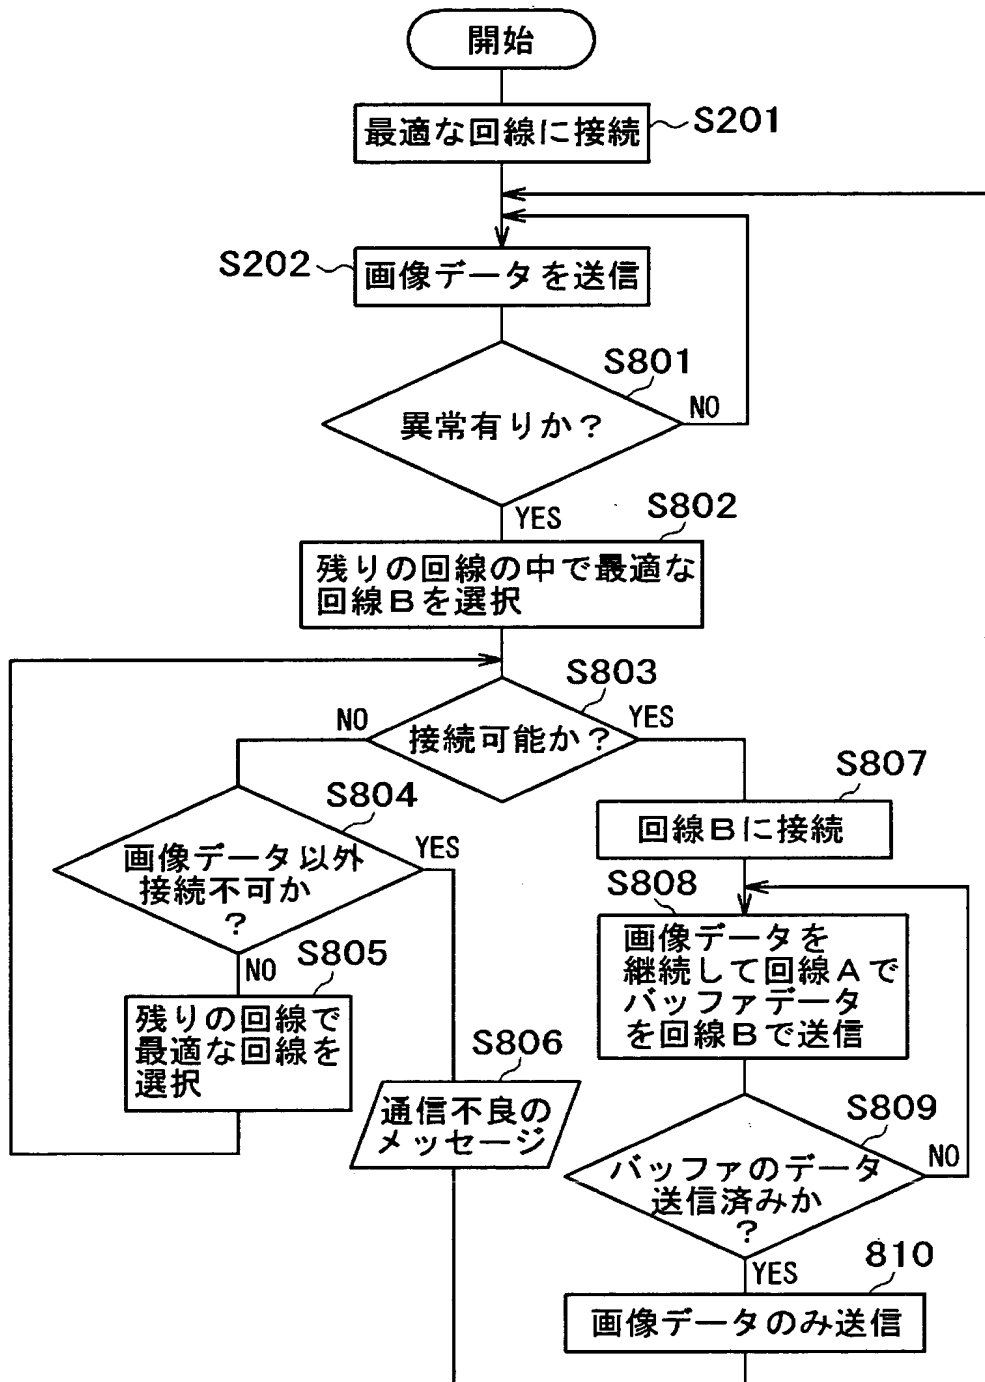 開始
最適な回線に接続
S201
S202
画像データを送信
S801
異常有りか？
NO
YES
S802
残りの回線の中で最適な
回線Bを選択
S803
接続可能か？
NO
YES
S804
画像データ以外
接続不可か
？
YES
NO
S805
残りの回線で
最適な回線を
選択
S806
通信不良の
メッセージ
S807
回線Bに接続
S808
画像データを
継続して回線Aで
バッファデータ
を回線Bで送信
S809
バッファのデータ
送信済みか
？
NO
YES
810
画像データのみ送信